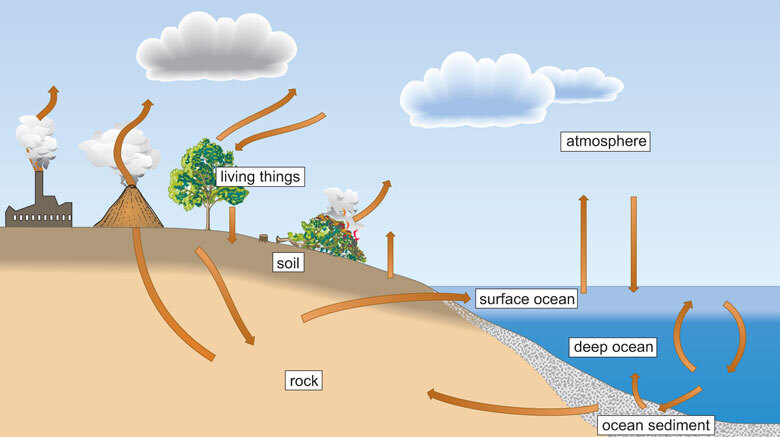 atmosphere
living things
soil
surface ocean
deep ocean
rock
ocean sediment